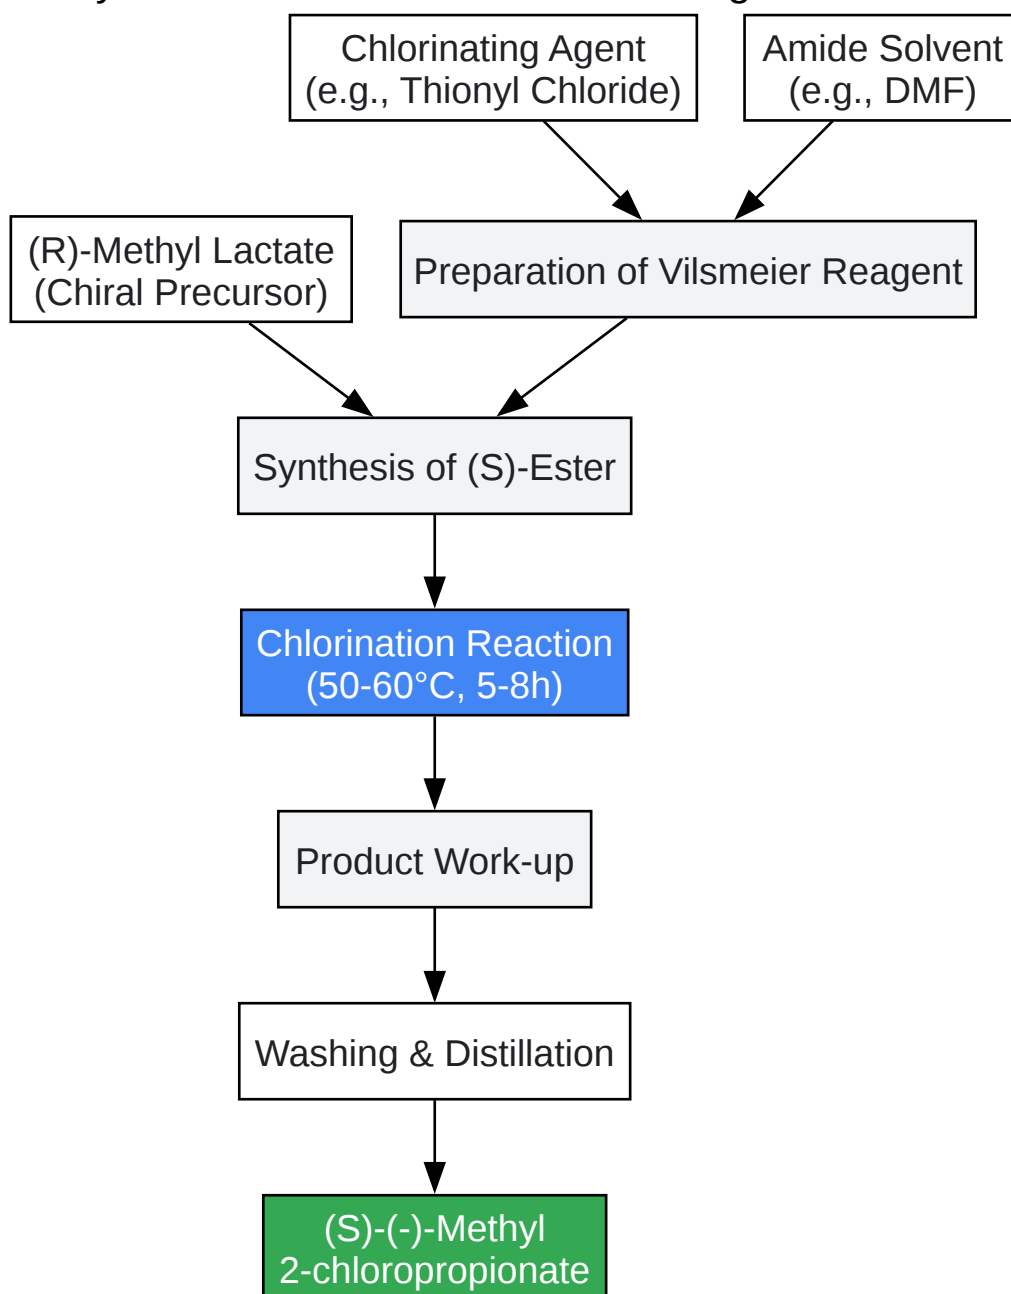 Chlorinating Agent
(e.g., Thionyl Chloride)
Amide Solvent
(e.g., DMF)
(R)-Methyl Lactate
(Chiral Precursor)
Preparation of Vilsmeier Reagent
Synthesis of (S)-Ester
Chlorination Reaction
(50-60°C, 5-8h)
Product Work-up
Washing & Distillation
(S)-(-)-Methyl
2-chloropropionate